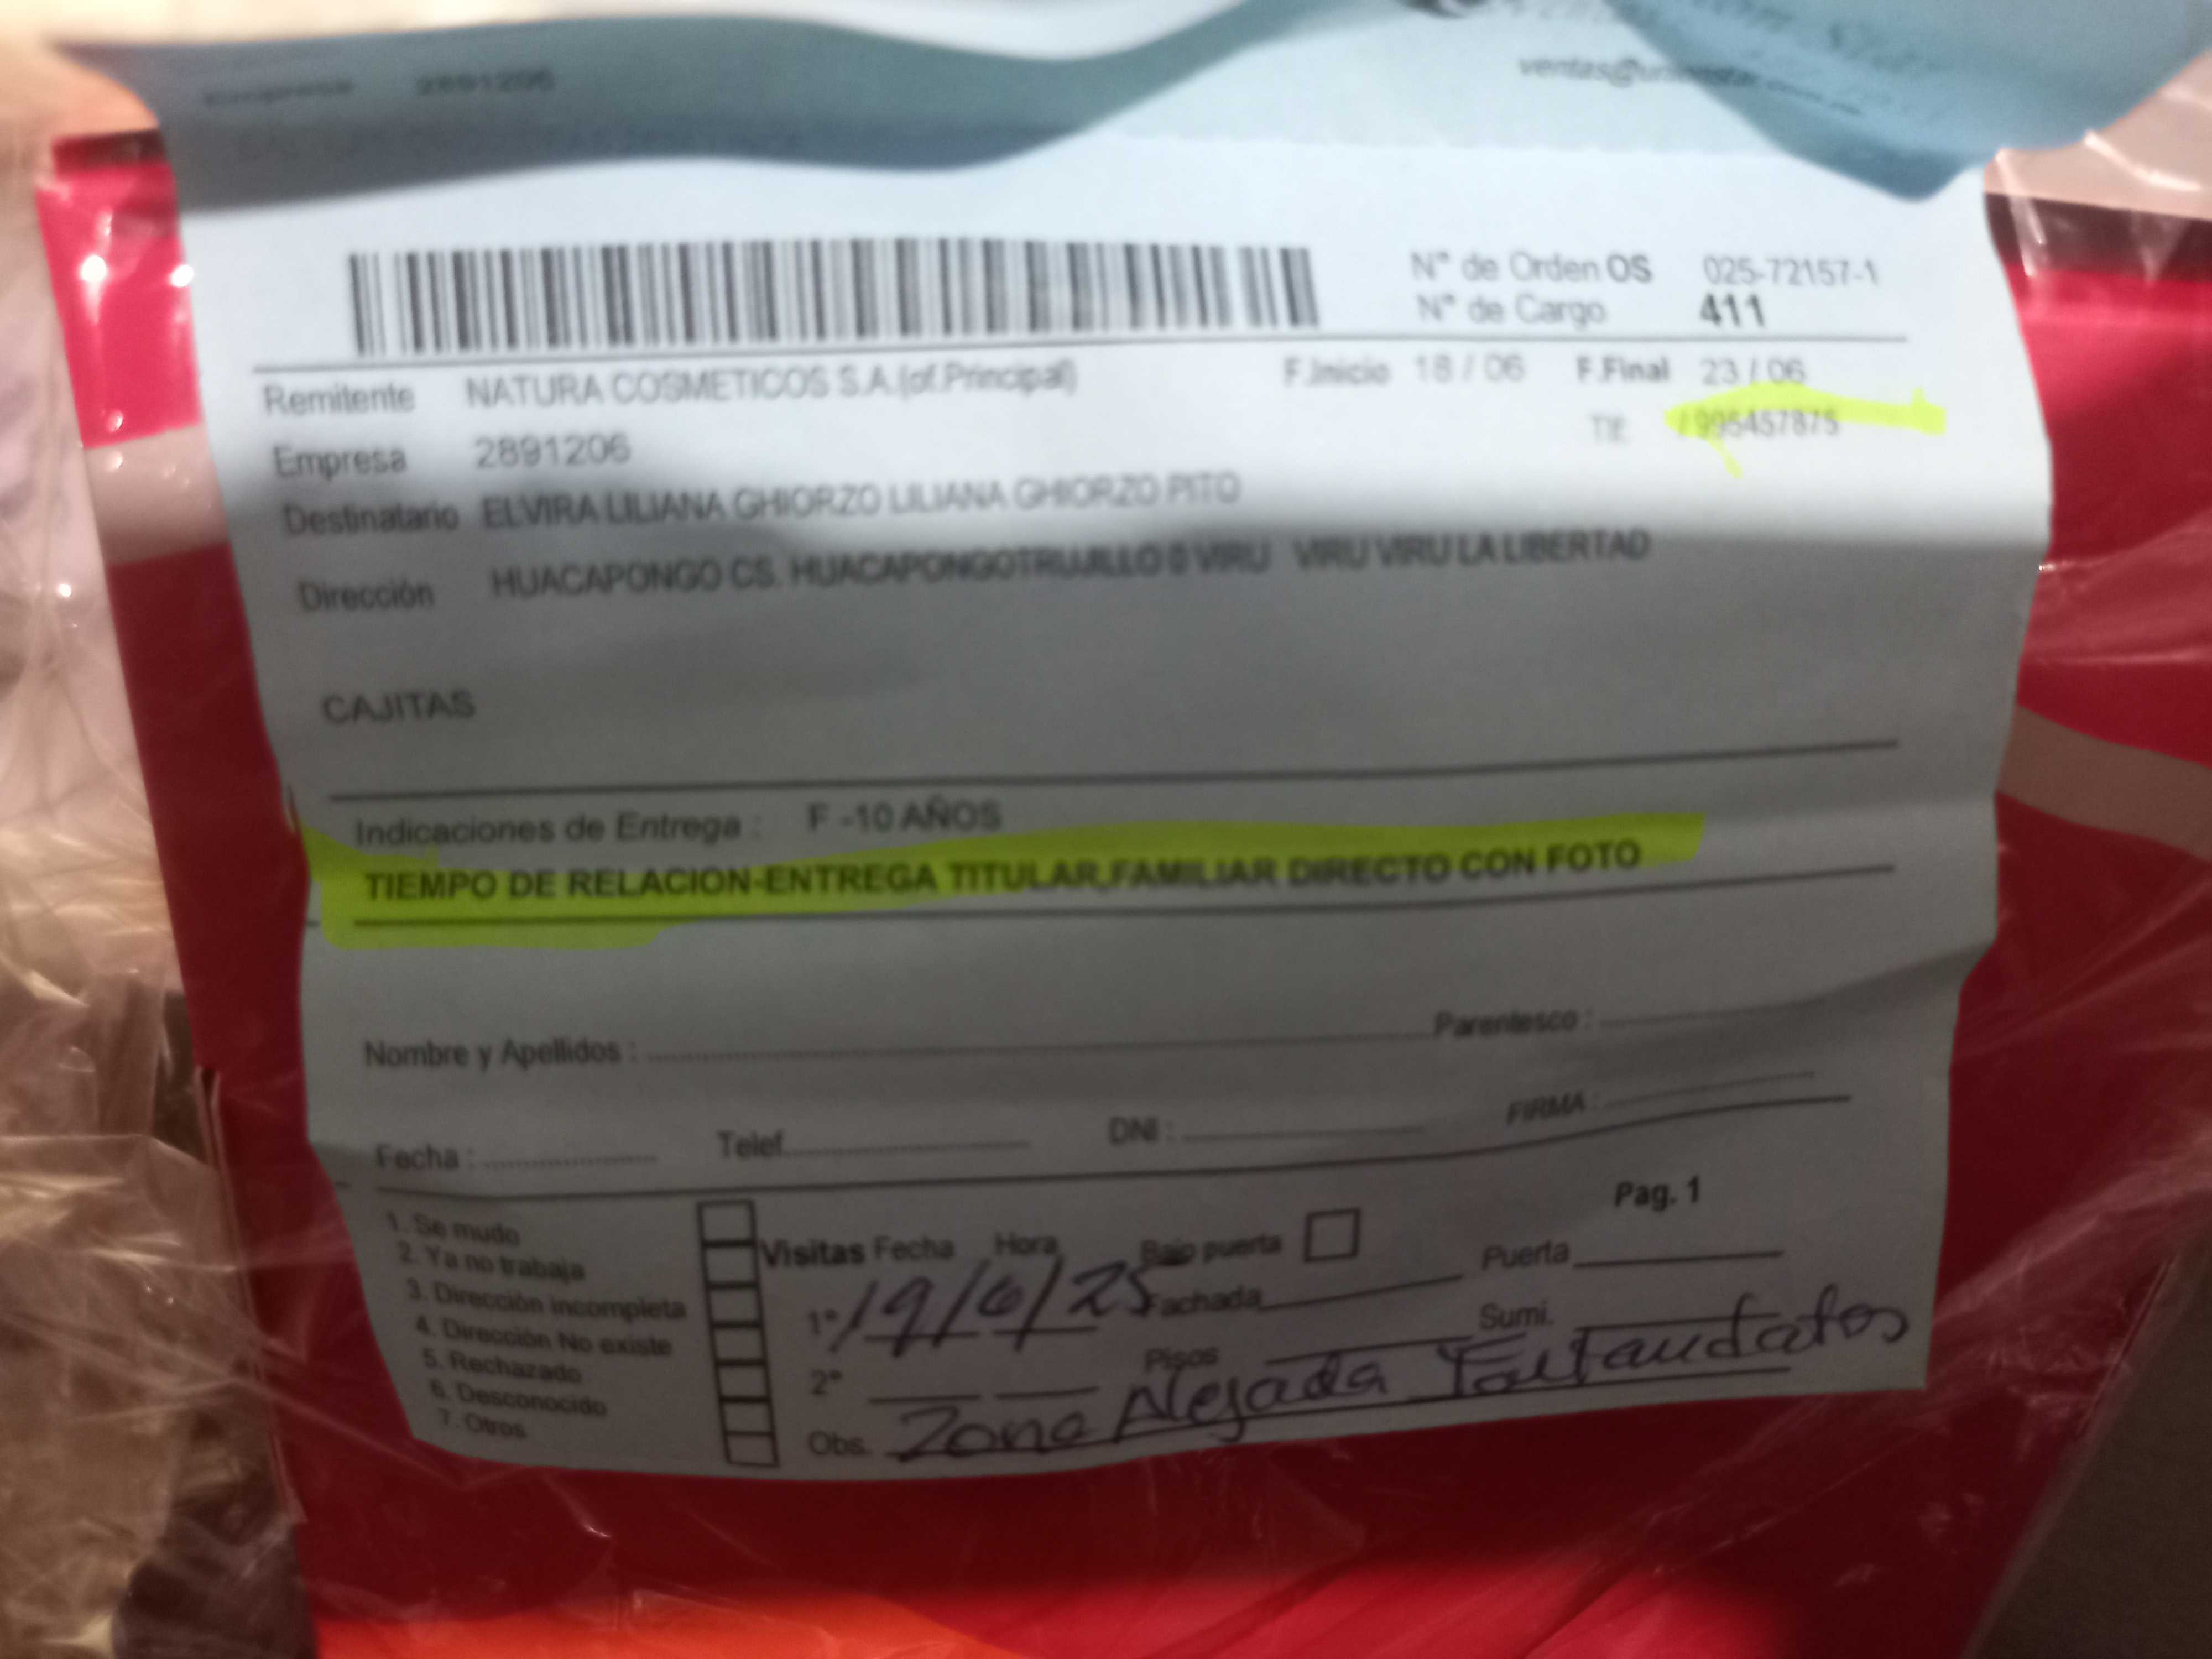 Empresa 2891206
ventas@unionstar
N° de Orden OS 025-72157-1
N° de Cargo 411
Remitente NATURA COSMETICOS S.A.(of.Principal) F.Inicio 18 / 06 F.Final 23 / 06
Empresa 2891206 Tlf: / 995457875
Destinatario ELVIRA LILIANA GHIORZO LILIANA GHIORZO PITO
Dirección HUACAPONGO CS. HUACAPONGOTRUJILLO 0 VIRU VIRU VIRU LA LIBERTAD
CAJITAS
Indicaciones de Entrega : F -10 AÑOS
TIEMPO DE RELACION-ENTREGA TITULAR,FAMILIAR DIRECTO CON FOTO
Nombre y Apellidos : Parentesco :
Fecha : Telef. DNI : FIRMA :
Pag. 1
1. Se mudo
2. Ya no trabaja
3. Dirección incompleta
4. Dirección No existe
5. Rechazado
6. Desconocido
7. Otros
Visitas Fecha Hora Bajo puerta Puerta
1° 19/6/25 Fachada Sumi.
2° Pisos
Obs. Zona Alejada Faltandatos